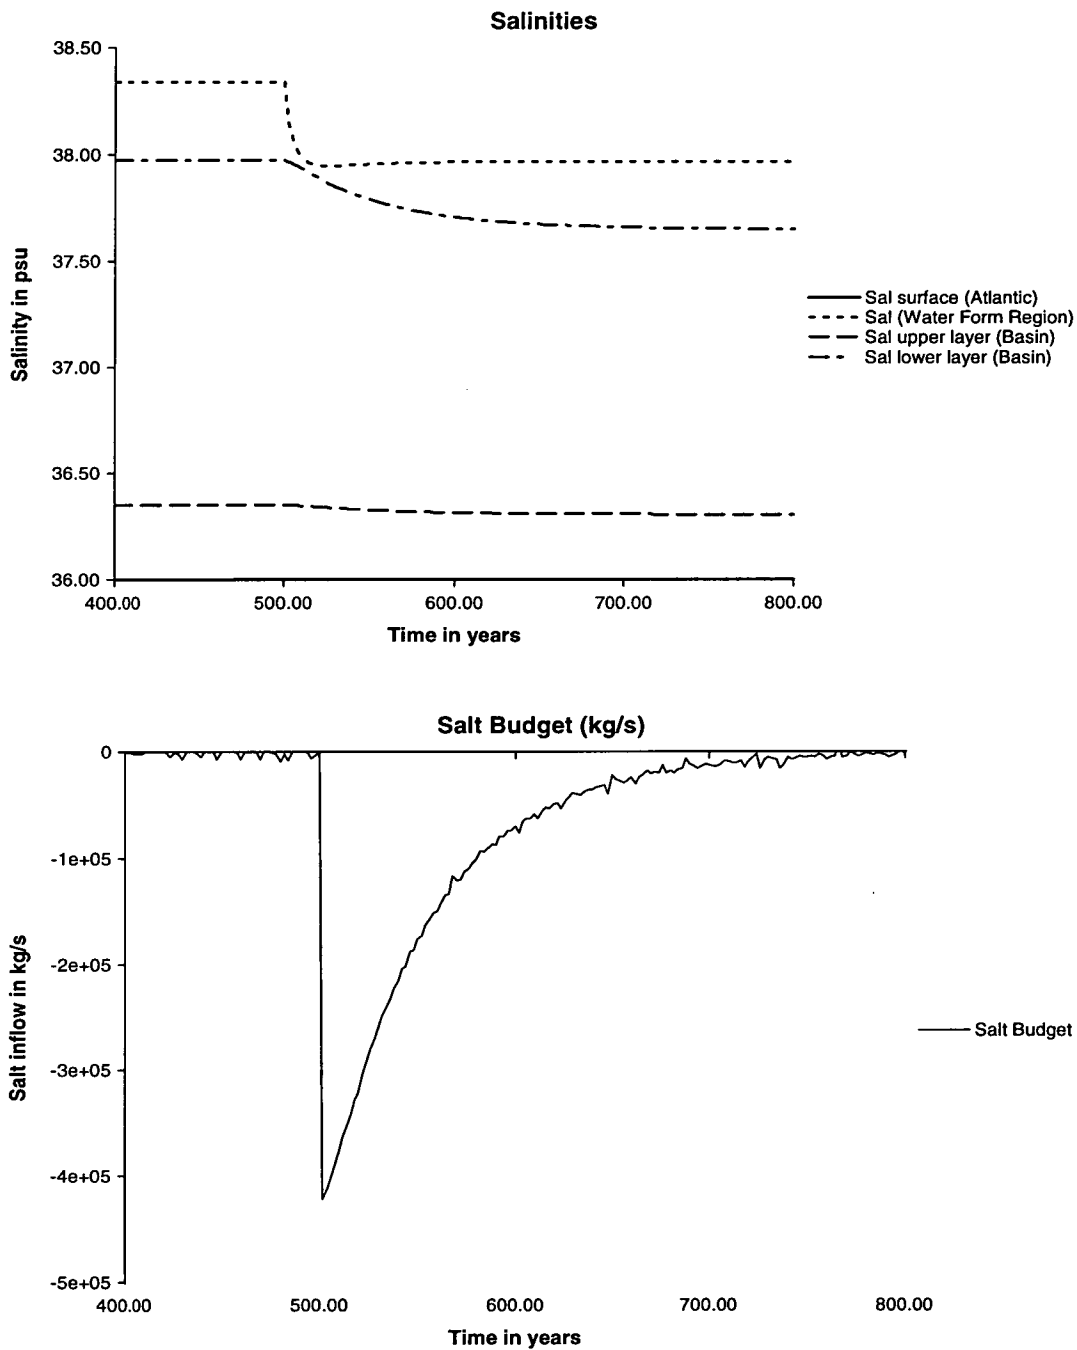 Salinities
38.50
38.00
37.50
37.00
36.50
36.00
Salinity in psu
400.00 500.00 600.00 700.00 800.00
Time in years
Sal surface (Atlantic)
Sal (Water Form Region)
Sal upper layer (Basin)
Sal lower layer (Basin)
Salt Budget (kg/s)
0
-1e+05
-2e+05
-3e+05
-4e+05
-5e+05
Salt inflow in kg/s
400.00 500.00 600.00 700.00 800.00
Time in years
Salt Budget